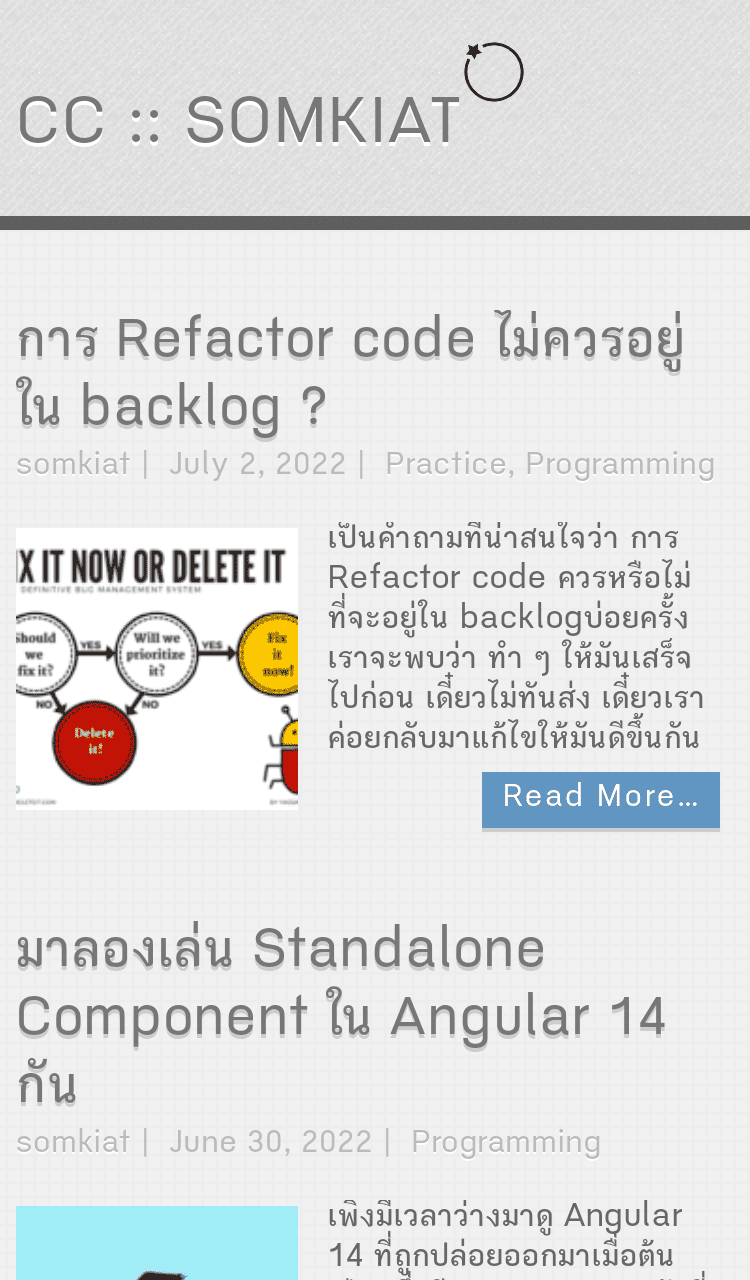 CC :: SOMKIAT
การ Refactor code ไม่ควรอยู่
ใน backlog ?
somkiat | July 2, 2022 | Practice, Programming
IX IT NOW OR DELETE IT
DEFINITIVE BUG MANAGEMENT SYSTEM
Should
we
fix it?
YES
Will we
prioritize
it?
YES
Fix
it
now!
NO
NO
Delete
it!
เป็นคำถามที่น่าสนใจว่า การ
Refactor code ควรหรือไม่
ที่จะอยู่ใน backlogบ่อยครั้ง
เราจะพบว่า ทำ ๆ ให้มันเสร็จ
ไปก่อน เดี๋ยวไม่ทันส่ง เดี๋ยวเรา
ค่อยกลับมาแก้ไขให้มันดีขึ้นกัน
Read More...
มาลองเล่น Standalone
Component ใน Angular 14
กัน
somkiat | June 30, 2022 | Programming
เพิ่งมีเวลาว่างมาดู Angular
14 ที่ถูกปล่อยออกมาเมื่อต้น